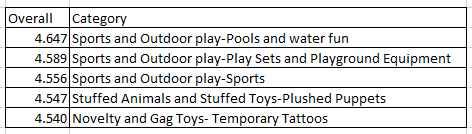 Overall Category
4.647 Sports and Outdoor play-Pools and water fun
4.589 Sports and Outdoor play-Play Sets and Playground Equipment
4.556 Sports and Outdoor play-Sports
4.547 Stuffed Animals and Stuffed Toys-Plushed Puppets
4.540 Novelty and Gag Toys- Temporary Tattoos